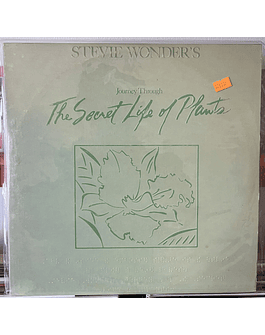 STEVIE WONDER'S
Journey Through
The Secret Life of Plants